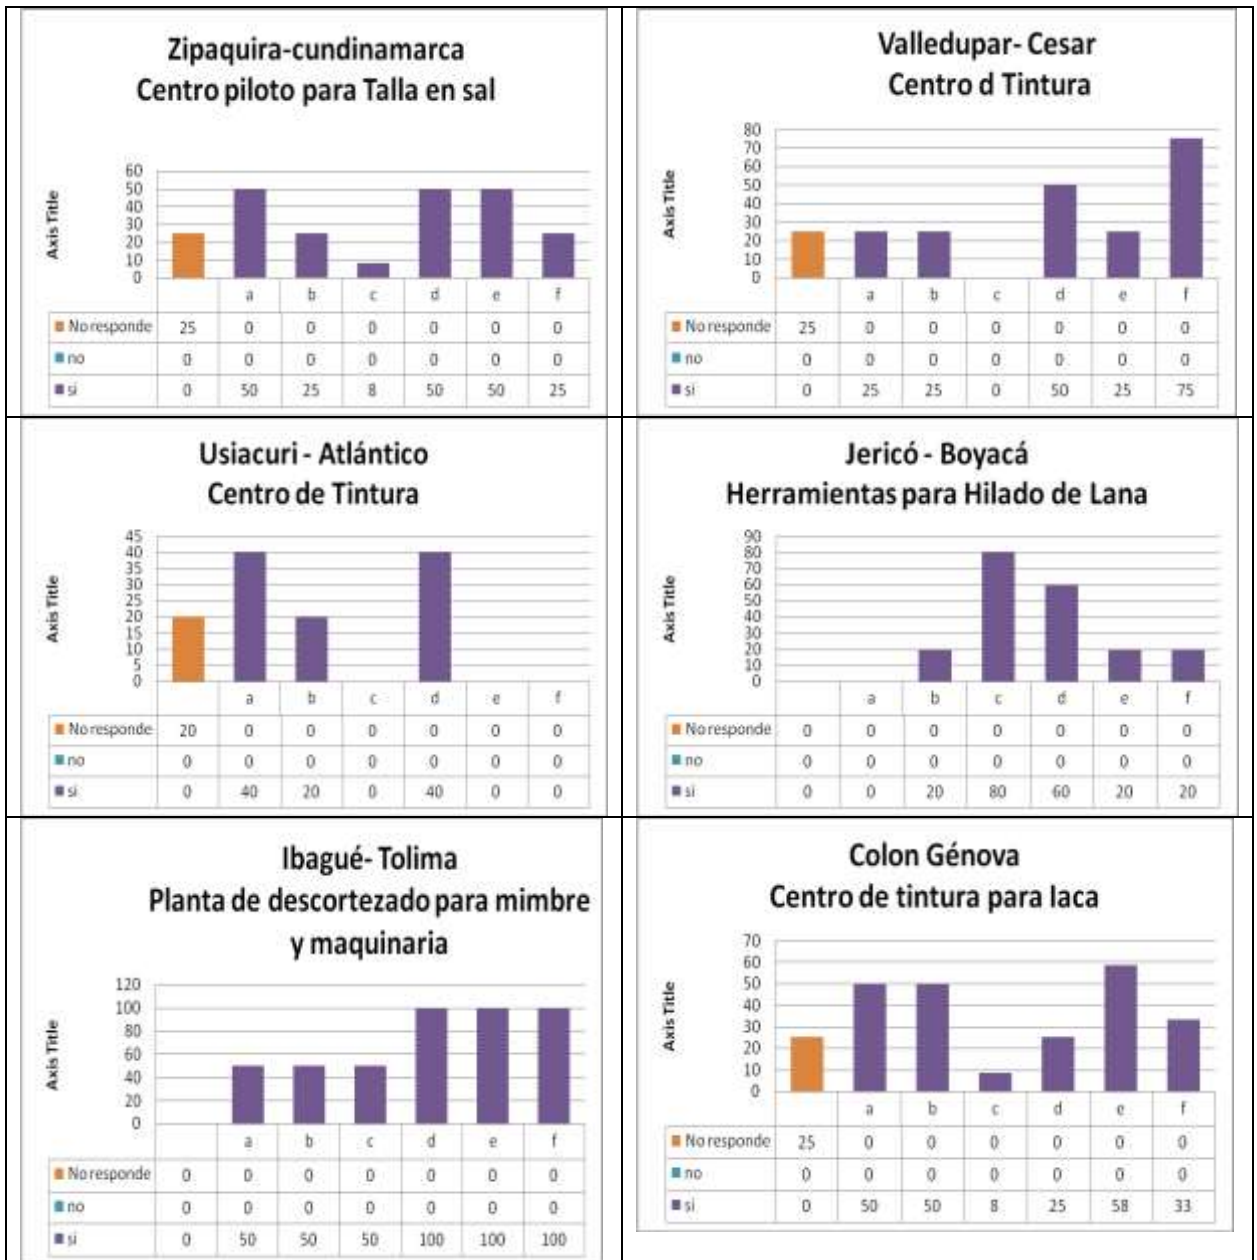 Zipaquira-cundinamarca
Centro piloto para Talla en sal
Axis Title
60
50
40
30
20
10
0
a b c d e f
No responde 25 0 0 0 0 0 0
no 0 0 0 0 0 0 0
si 0 50 25 8 50 50 25
Valledupar- Cesar
Centro d Tintura
Axis Title
80
70
60
50
40
30
20
10
0
a b c d e f
No responde 25 0 0 0 0 0 0
no 0 0 0 0 0 0 0
si 0 25 25 0 50 25 75
Usiacuri - Atlántico
Centro de Tintura
Axis Title
45
40
35
30
25
20
15
10
5
0
a b c d e f
No responde 20 0 0 0 0 0 0
no 0 0 0 0 0 0 0
si 0 40 20 0 40 0 0
Jericó - Boyacá
Herramientas para Hilado de Lana
Axis Title
90
80
70
60
50
40
30
20
10
0
a b c d e f
No responde 0 0 0 0 0 0 0
no 0 0 0 0 0 0 0
si 0 0 20 80 60 20 20
Ibagué- Tolima
Planta de descortezado para mimbre
y maquinaria
Axis Title
120
100
80
60
40
20
0
a b c d e f
No responde 0 0 0 0 0 0 0
no 0 0 0 0 0 0 0
si 0 50 50 50 100 100 100
Colon Génova
Centro de tintura para laca
Axis Title
70
60
50
40
30
20
10
0
a b c d e f
No responde 25 0 0 0 0 0 0
no 0 0 0 0 0 0 0
si 0 50 50 8 25 58 33